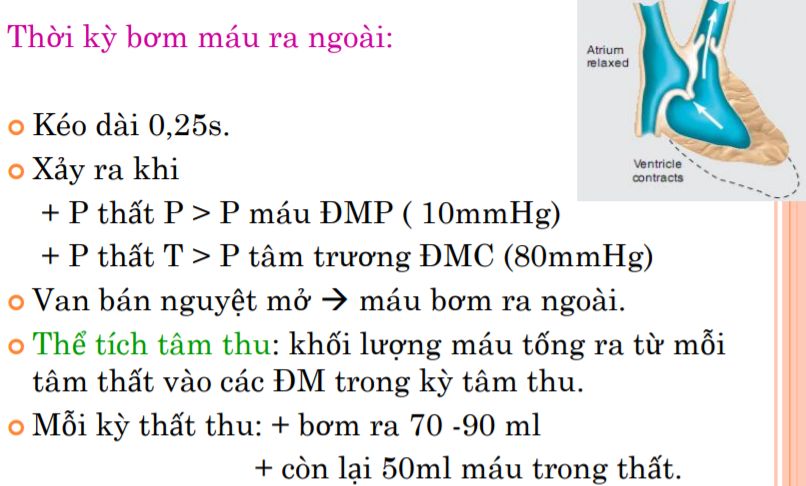 Thời kỳ bơm máu ra ngoài:
Atrium
relaxed
Kéo dài 0,25s.
Xảy ra khi
Ventricle
contracts
+ P thất P > P máu ĐMP ( 10mmHg)
+ P thất T > P tâm trương ĐMC (80mmHg)
Van bán nguyệt mở → máu bơm ra ngoài.
Thể tích tâm thu: khối lượng máu tống ra từ mỗi
tâm thất vào các ĐM trong kỳ tâm thu.
Mỗi kỳ thất thu: + bơm ra 70 -90 ml
+ còn lại 50ml máu trong thất.